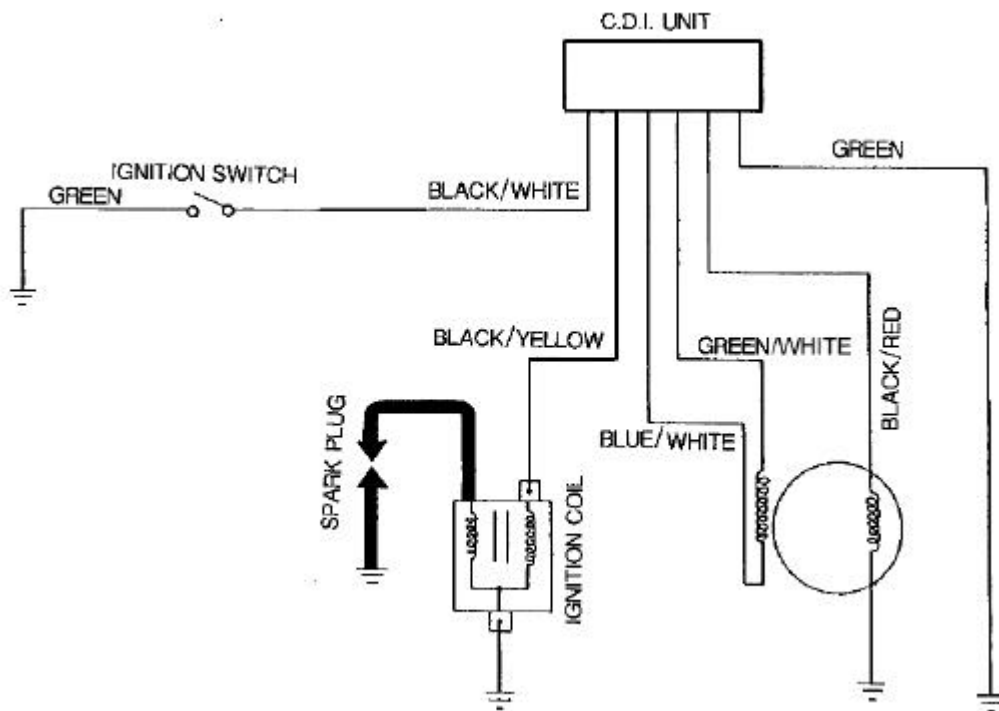 C.D.I. UNIT
IGNITION SWITCH
GREEN
BLACK/WHITE
GREEN
BLACK/YELLOW
GREEN/WHITE
BLACK/RED
BLUE/WHITE
SPARK PLUG
IGNITION COIL